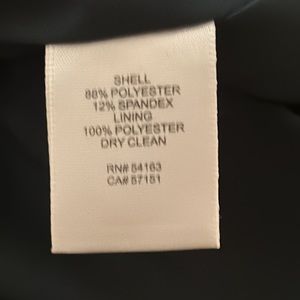 SHELL
88% POLYESTER
12% SPANDEX
LINING
100% POLYESTER
DRY CLEAN
RN# 54163
CA# 57151